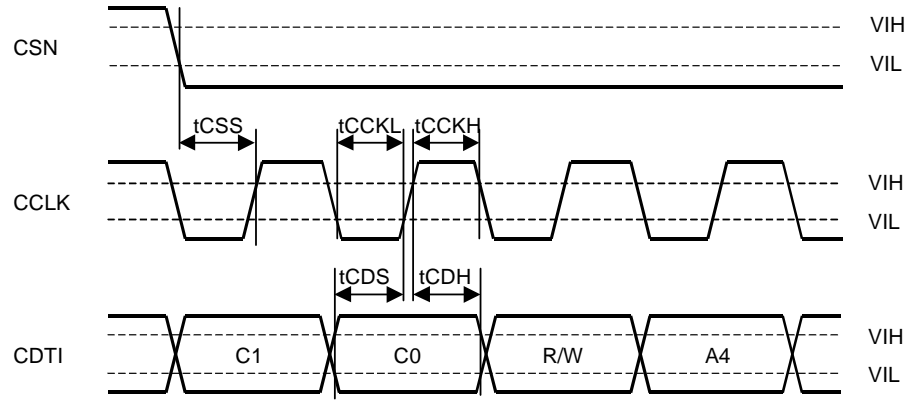 CSN
VIH
VIL
tCSS
tCCKL
tCCKH
CCLK
VIH
VIL
tCDS
tCDH
CDTI
C1
C0
R/W
A4
VIH
VIL